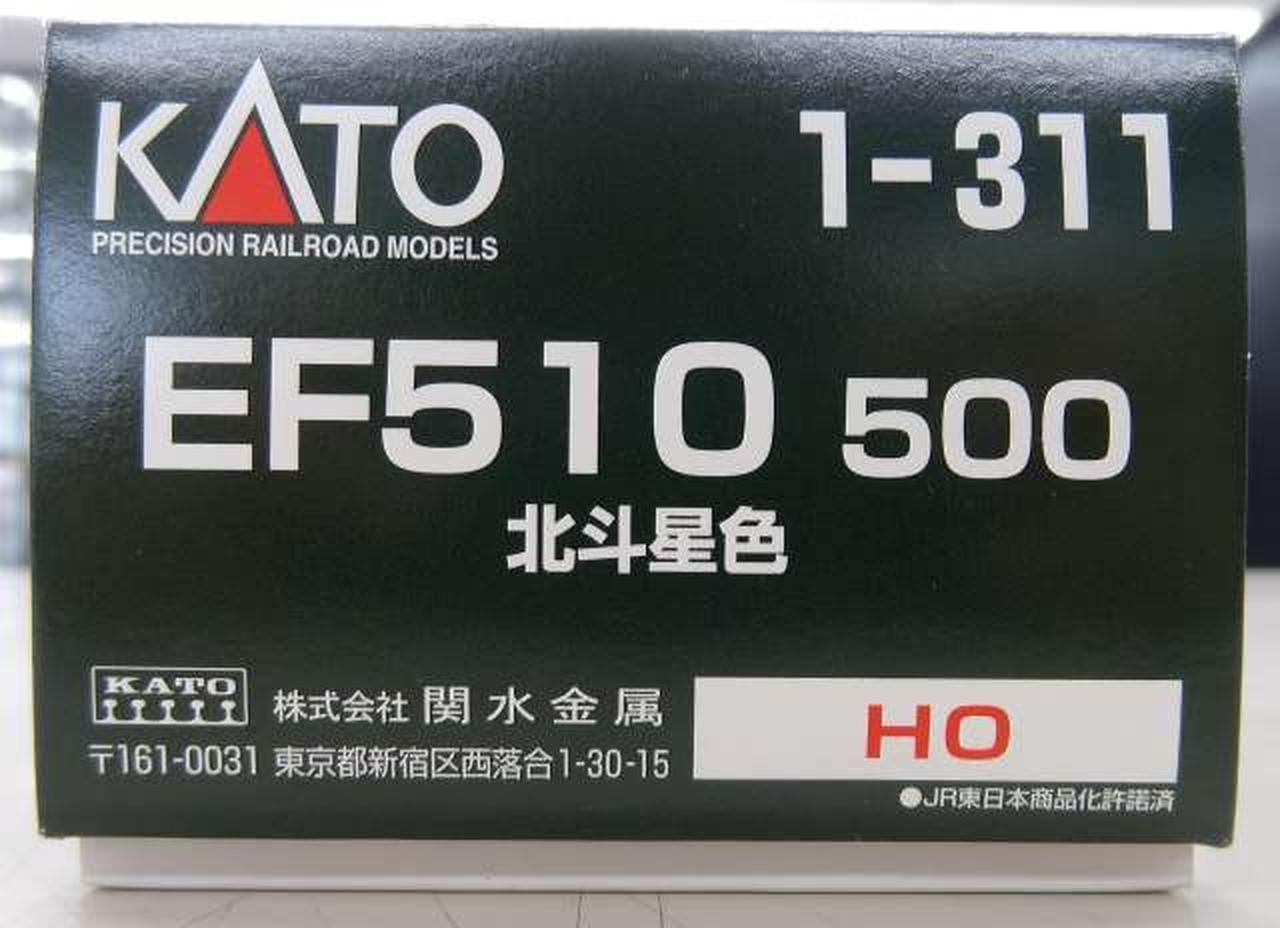 KATO 1-311
PRECISION RAILROAD MODELS
EF510 500
北斗星色
KATO 株式会社 関水金属
〒161-0031 東京都新宿区西落合1-30-15
HO
●JR東日本商品化許諾済